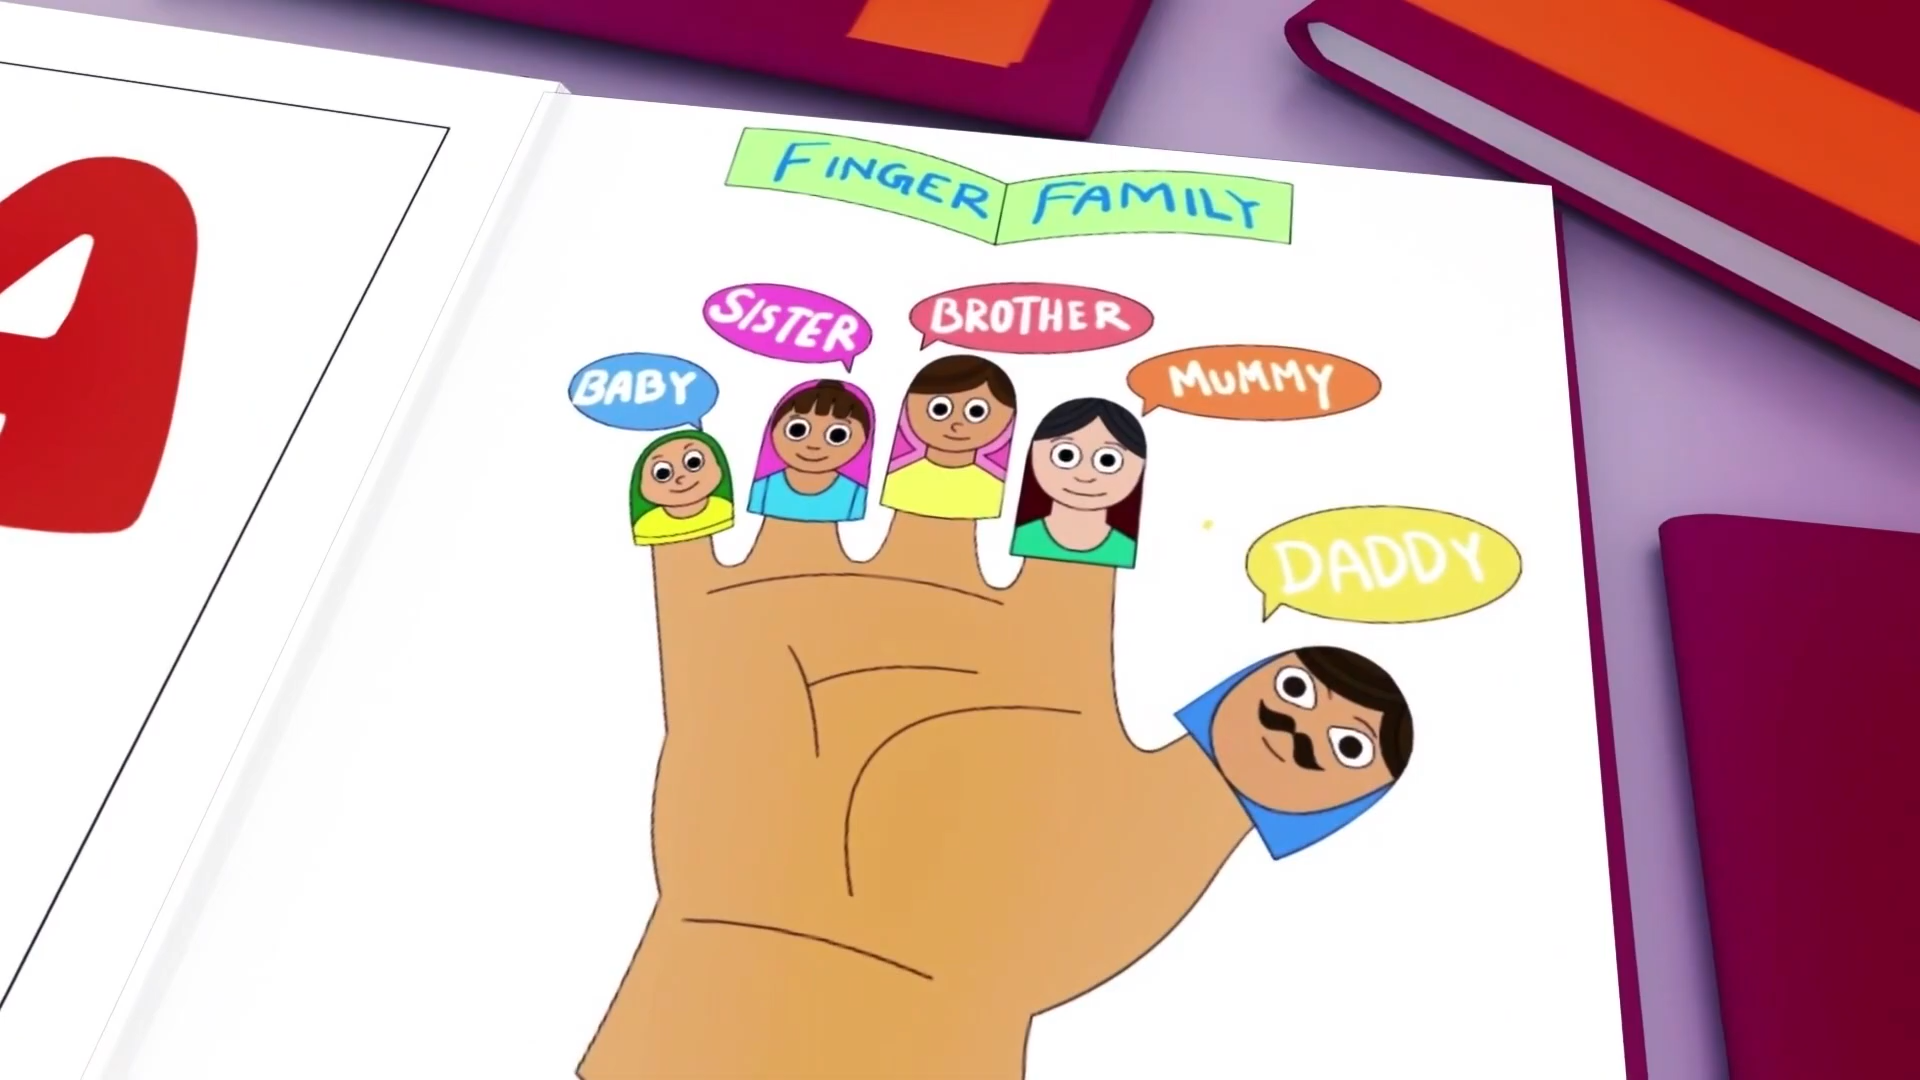 A
FINGER FAMILY
SISTER
BROTHER
BABY
MUMMY
DADDY